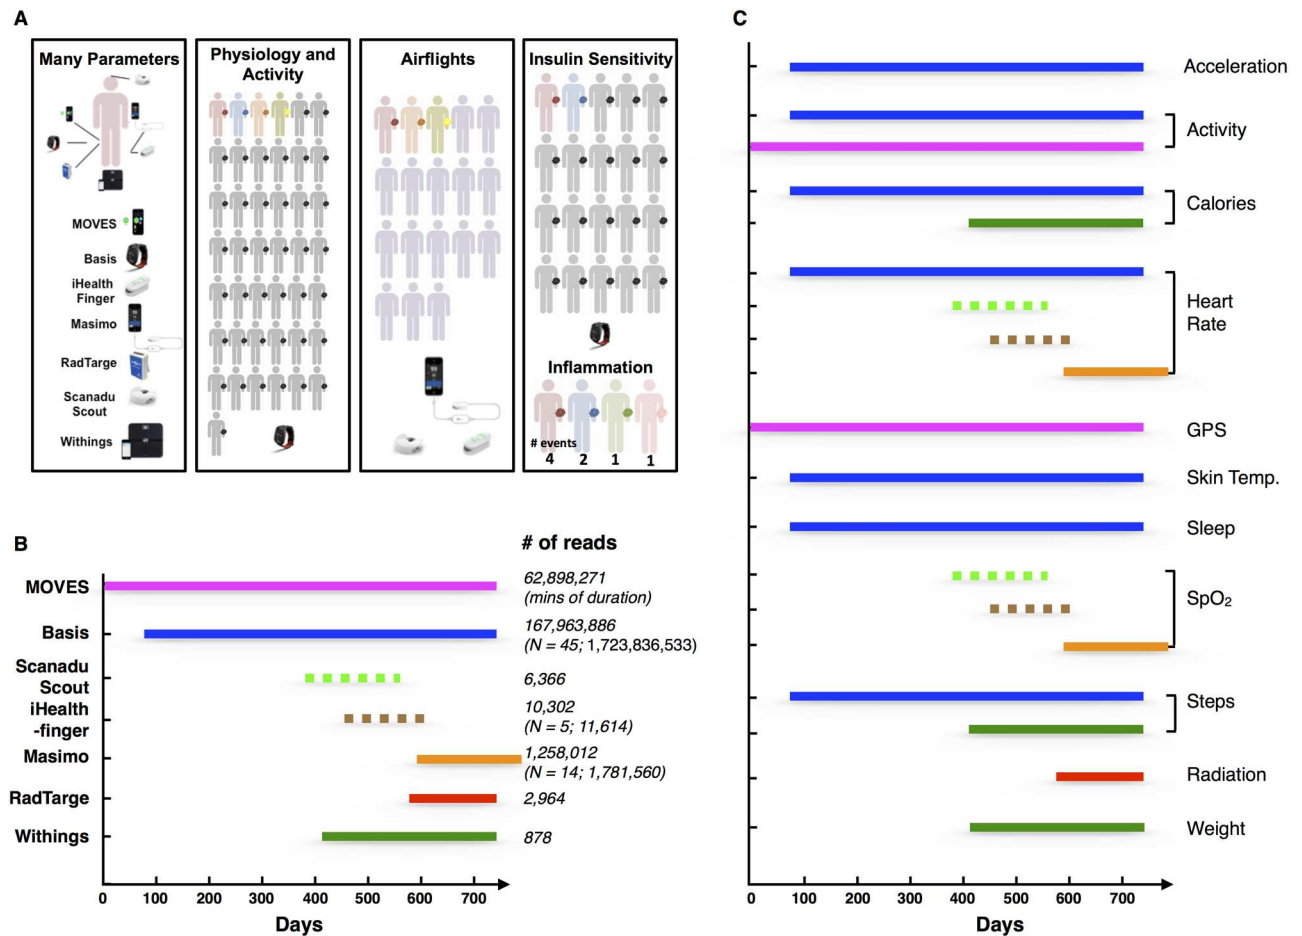 A
Many Parameters
MOVES
Basis
iHealth
Finger
Masimo
RadTarge
Scanadu
Scout
Withings
Physiology and
Activity
Airflights
Insulin Sensitivity
Inflammation
# events
4 2 1 1
B
# of reads
MOVES
62,898,271
(mins of duration)
Basis
167,963,886
(N = 45; 1,723,836,533)
Scanadu
Scout
6,366
iHealth
-finger
10,302
(N = 5; 11,614)
Masimo
1,258,012
(N = 14; 1,781,560)
RadTarge
2,964
Withings
878
0 100 200 300 400 500 600 700
Days
C
Acceleration
Activity
Calories
Heart
Rate
GPS
Skin Temp.
Sleep
SpO₂
Steps
Radiation
Weight
0 100 200 300 400 500 600 700
Days